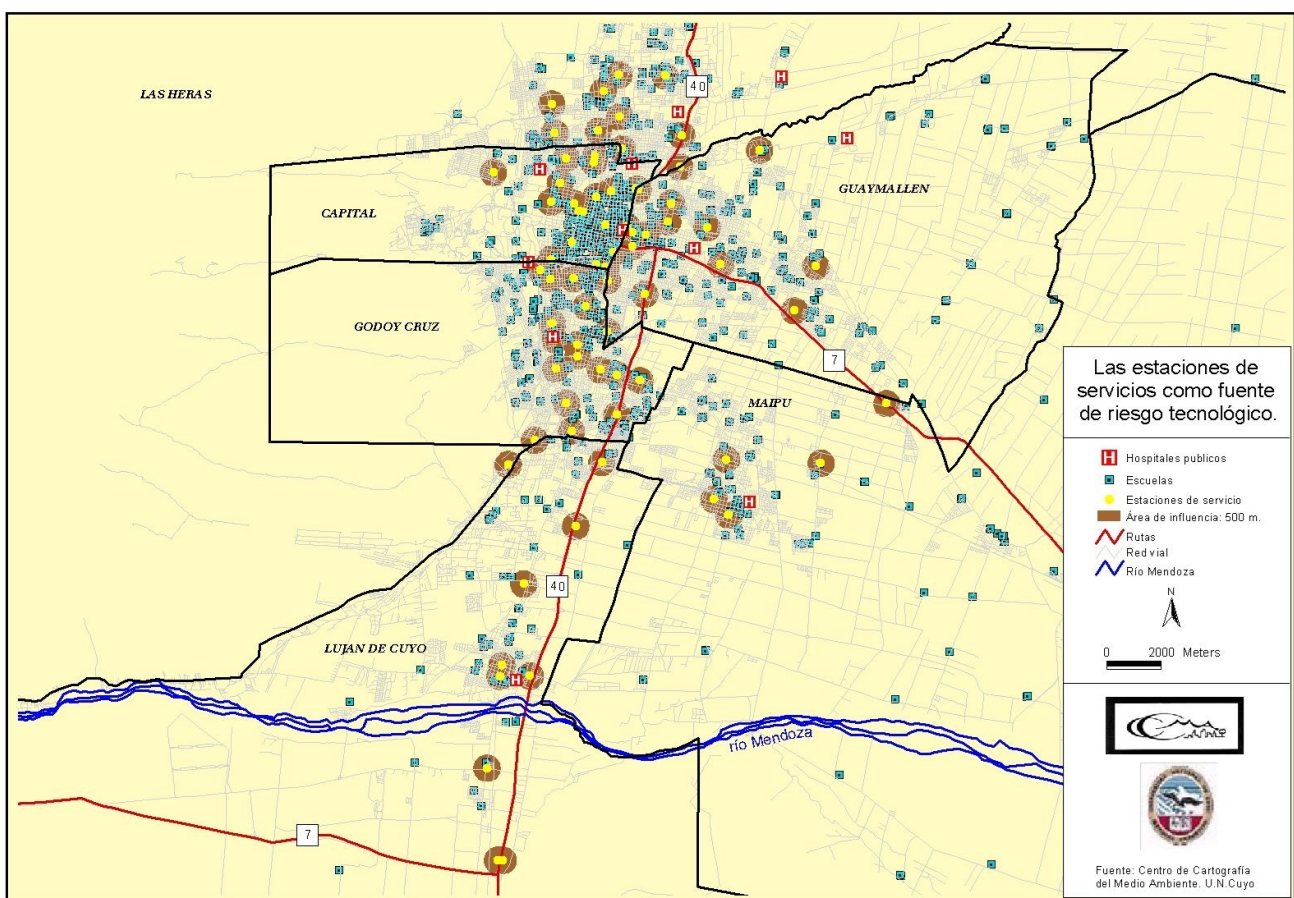 LAS HERAS
40
GUAYMALLEN
CAPITAL
GODOY CRUZ
7
MAIPU
40
LUJAN DE CUYO
río Mendoza
7
H
H
H
H
H
H
H
H
H
H
H
Las estaciones de
servicios como fuente
de riesgo tecnológico.
H Hospitales publicos
Escuelas
Estaciones de servicio
Área de influencia: 500 m.
Rutas
Red vial
Río Mendoza
N
0 2000 Meters
Fuente: Centro de Cartografía
del Medio Ambiente. U.N.Cuyo